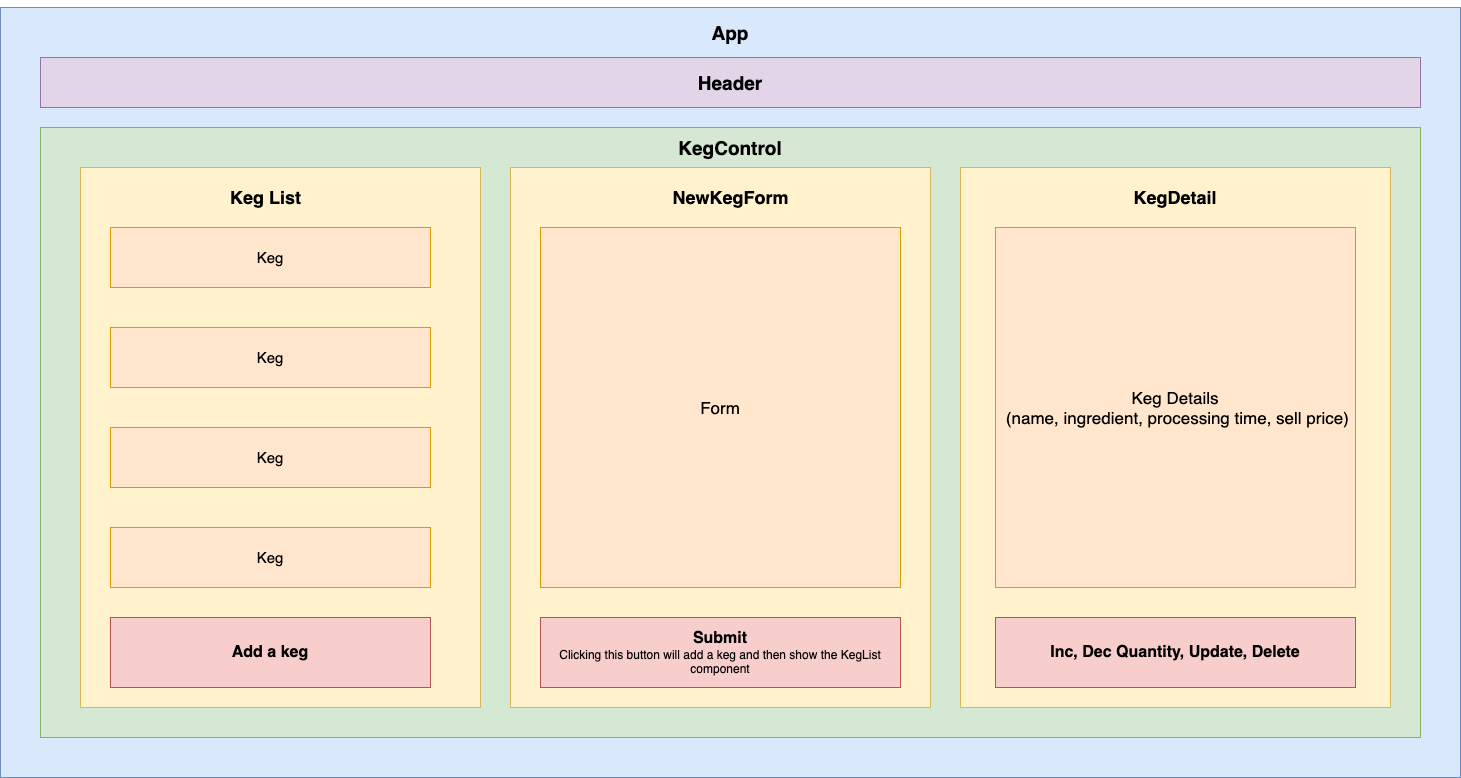 App
Header
KegControl
Keg List
Keg
Keg
Keg
Keg
Add a keg
NewKegForm
Form
Submit
Clicking this button will add a keg and then show the KegList
component
KegDetail
Keg Details
(name, ingredient, processing time, sell price)
Inc, Dec Quantity, Update, Delete